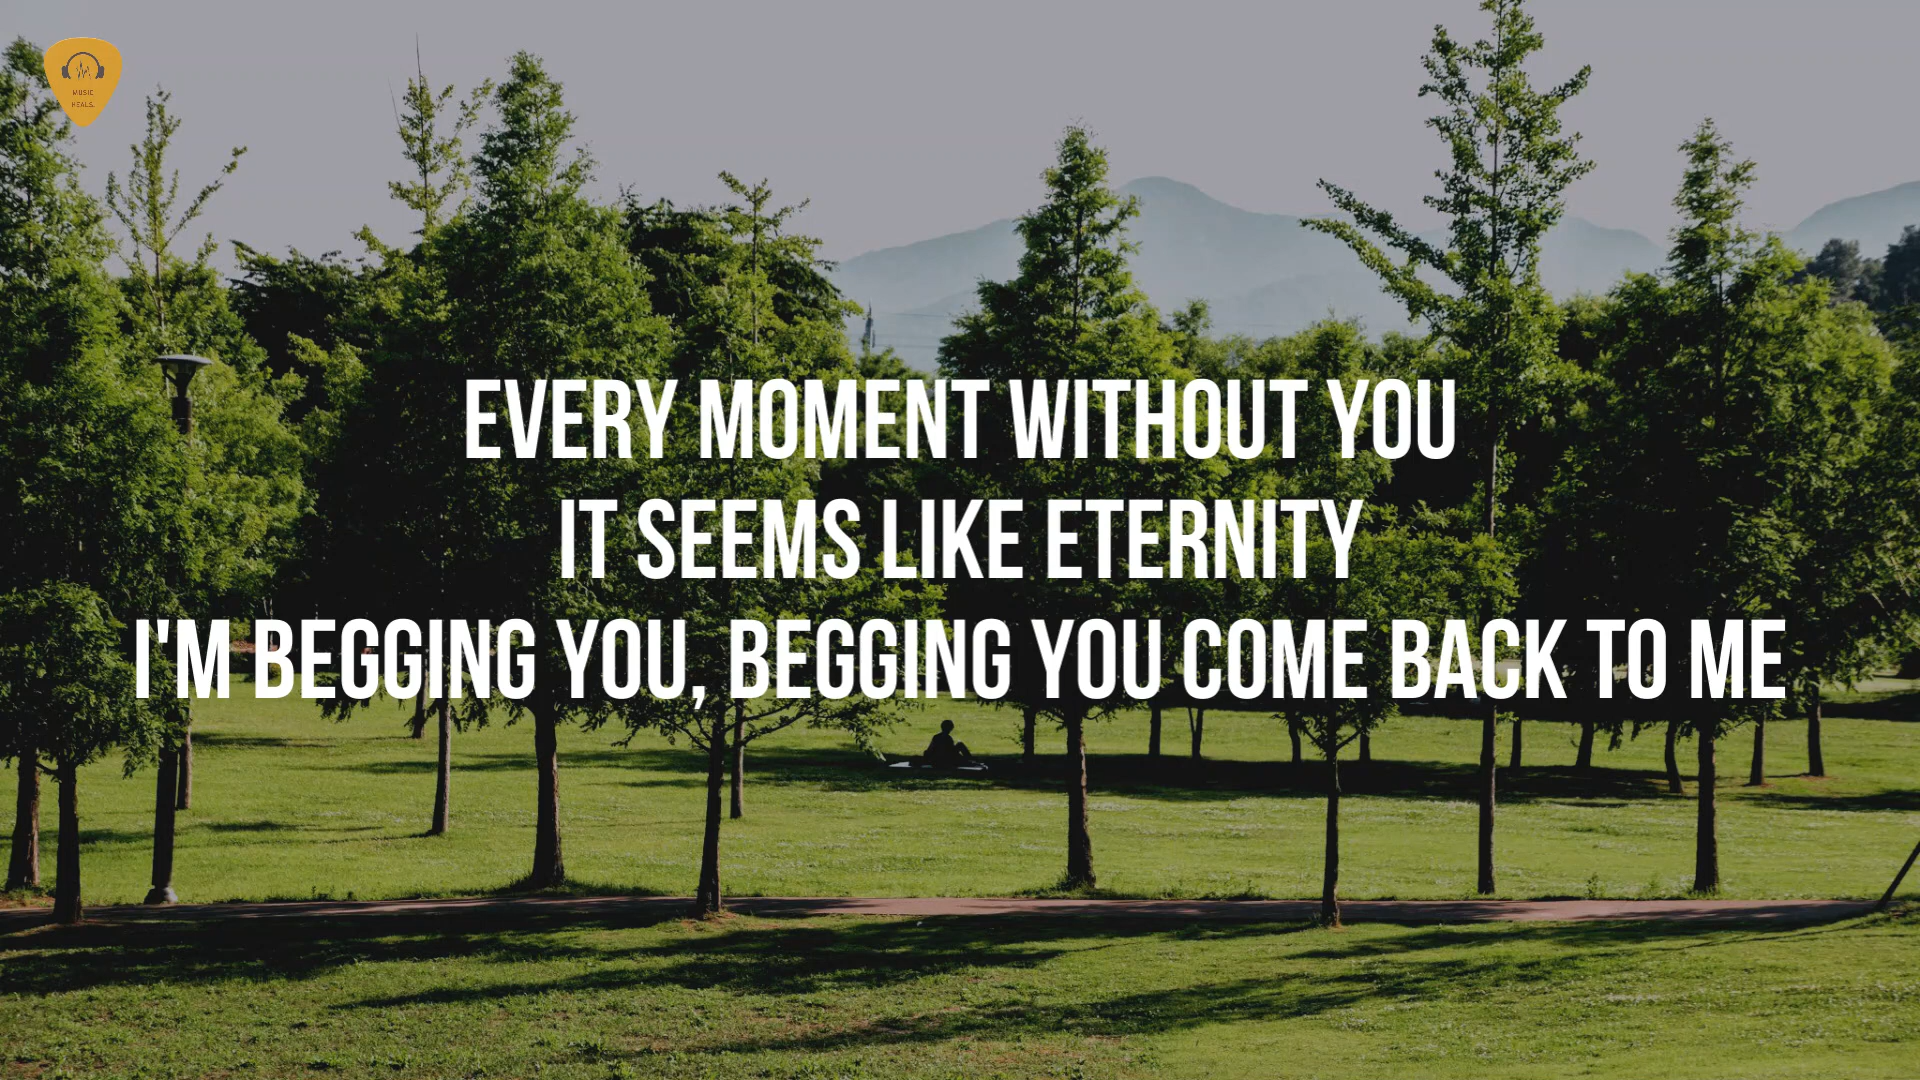 MUSIC
HEALS.
EVERY MOMENT WITHOUT YOU
IT SEEMS LIKE ETERNITY
I'M BEGGING YOU, BEGGING YOU COME BACK TO ME